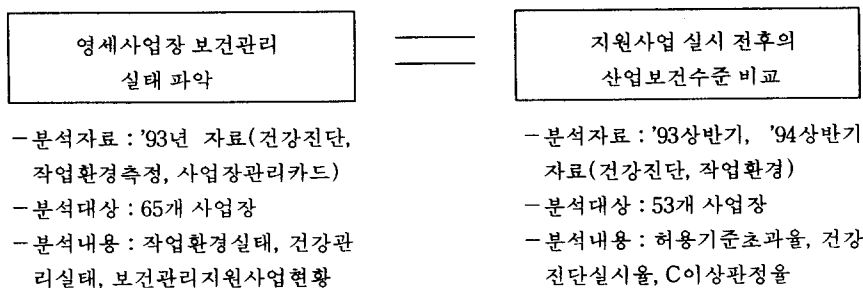 영세사업장 보건관리
실태 파악
－분석자료 : '93년 자료(건강진단,
작업환경측정, 사업장관리카드)
－분석대상 : 65개 사업장
－분석내용 : 작업환경실태, 건강관
리실태, 보건관리지원사업현황
지원사업 실시 전후의
산업보건수준 비교
－분석자료 : '93상반기, '94상반기
자료(건강진단, 작업환경)
－분석대상 : 53개 사업장
－분석내용 : 허용기준초과율, 건강
진단실시율, C이상판정율